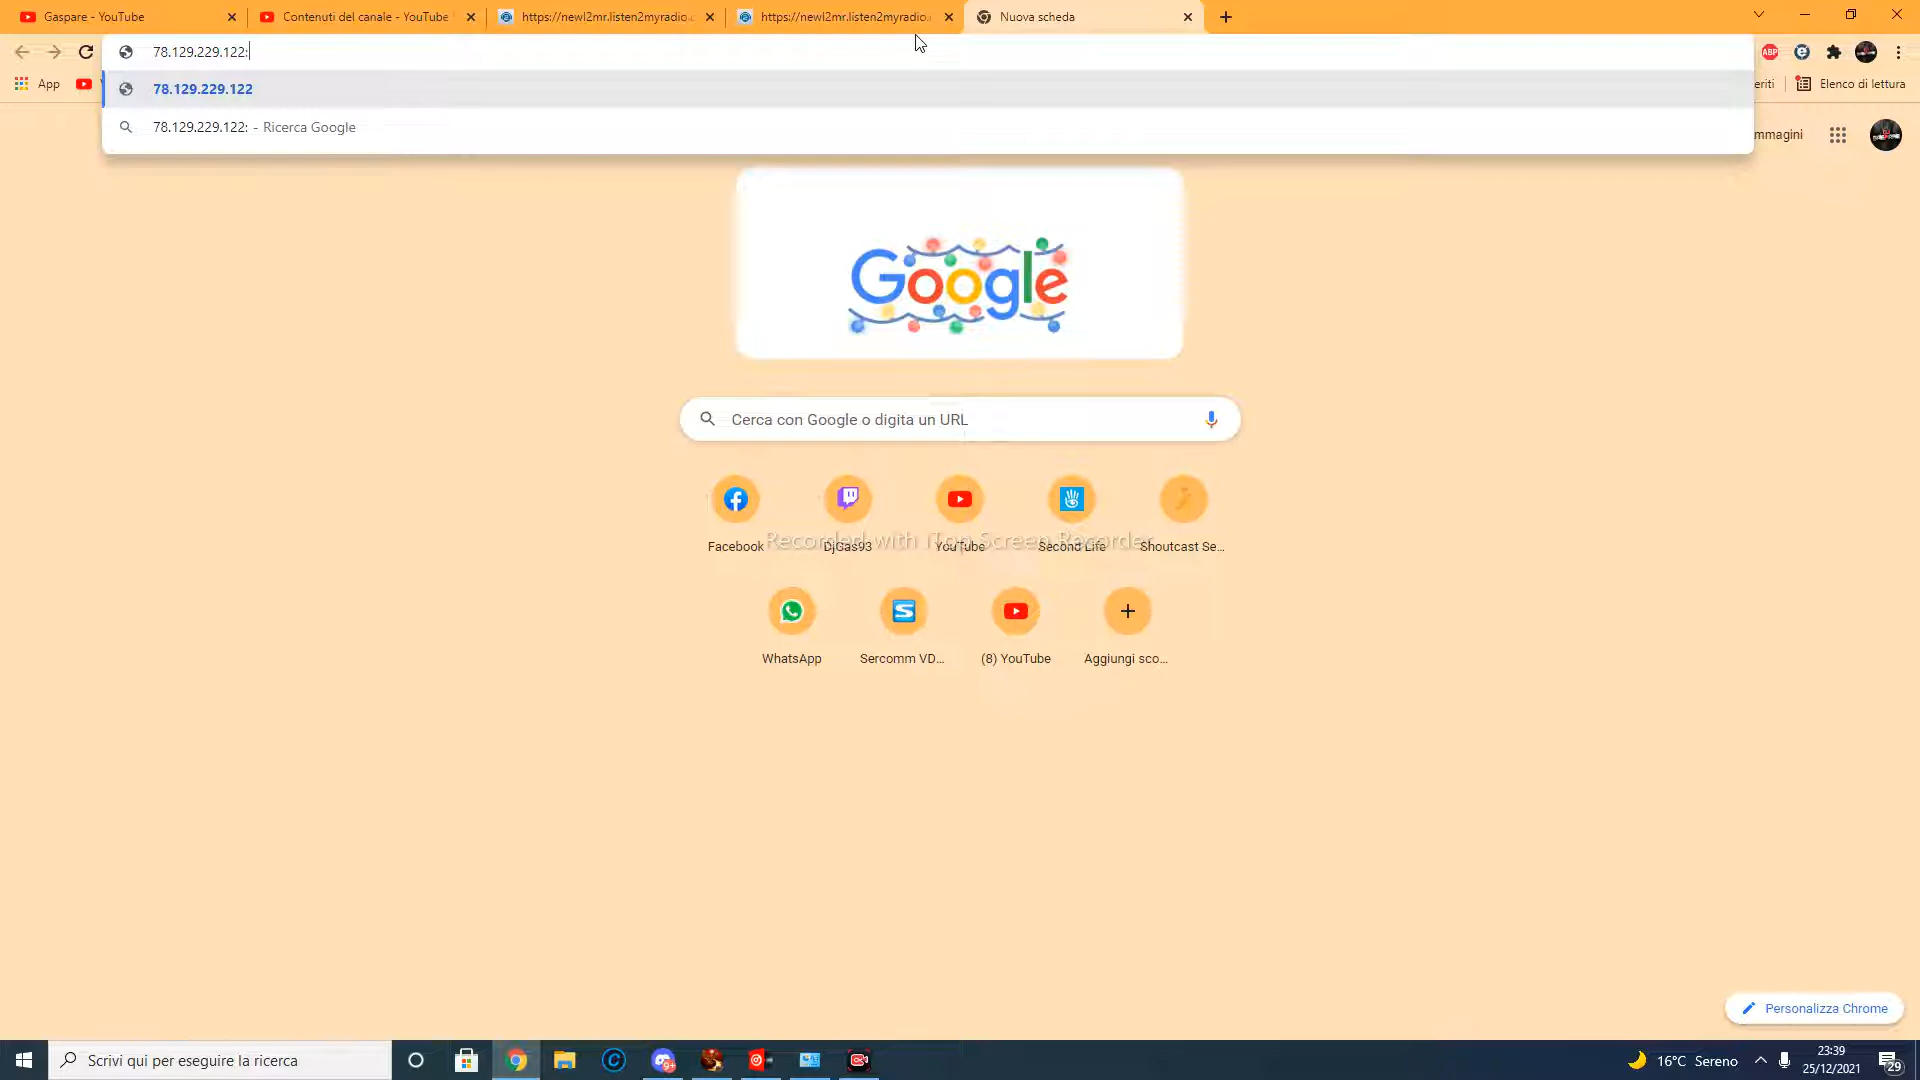 Gaspare - YouTube
Contenuti del canale - YouTube
https://newl2mr.listen2myradio.c
https://newl2mr.listen2myradio.
Nuova scheda
78.129.229.122:
ABP
App
78.129.229.122
eriti
Elenco di lettura
78.129.229.122: - Ricerca Google
mmagini
Google
Cerca con Google o digita un URL
Facebook
DjGas93
YouTube
Second Life
Shoutcast Se...
Recorded with iTop Screen Recorder
WhatsApp
Sercomm VD...
(8) YouTube
Aggiungi sco...
Personalizza Chrome
Scrivi qui per eseguire la ricerca
9+
16°C Sereno
23:39
25/12/2021
29